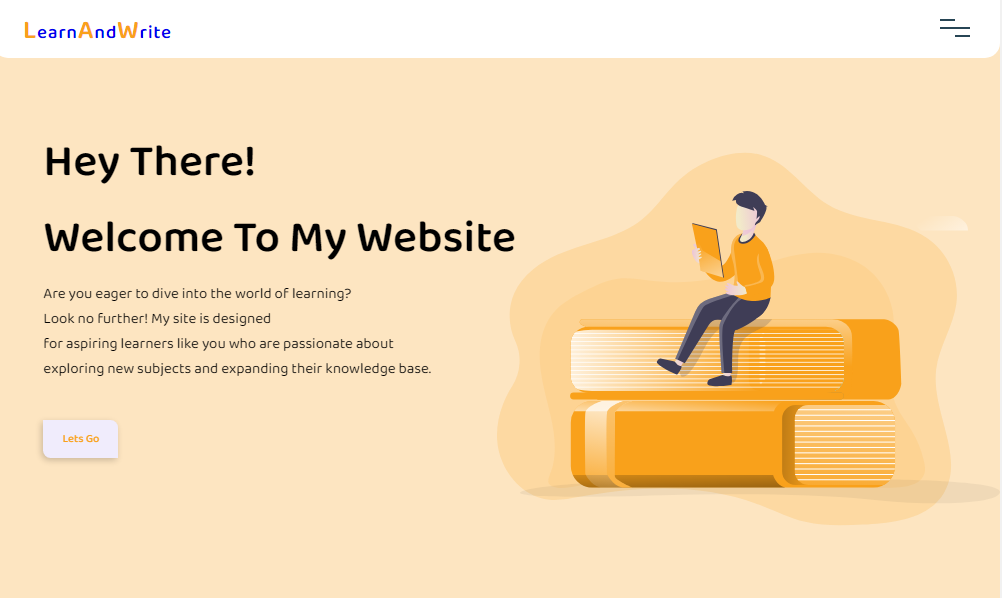 LearnAndWrite
Hey There!
Welcome To My Website
Are you eager to dive into the world of learning?
Look no further! My site is designed
for aspiring learners like you who are passionate about
exploring new subjects and expanding their knowledge base.
Lets Go